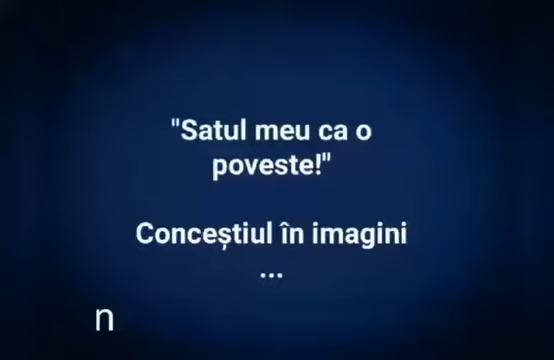 "Satul meu ca o
poveste!"
Conceștiul în imagini
...
n